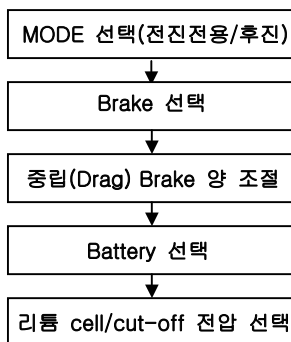 MODE 선택(전진전용/후진)
Brake 선택
중립(Drag) Brake 양 조절
Battery 선택
리튬 cell/cut-off 전압 선택